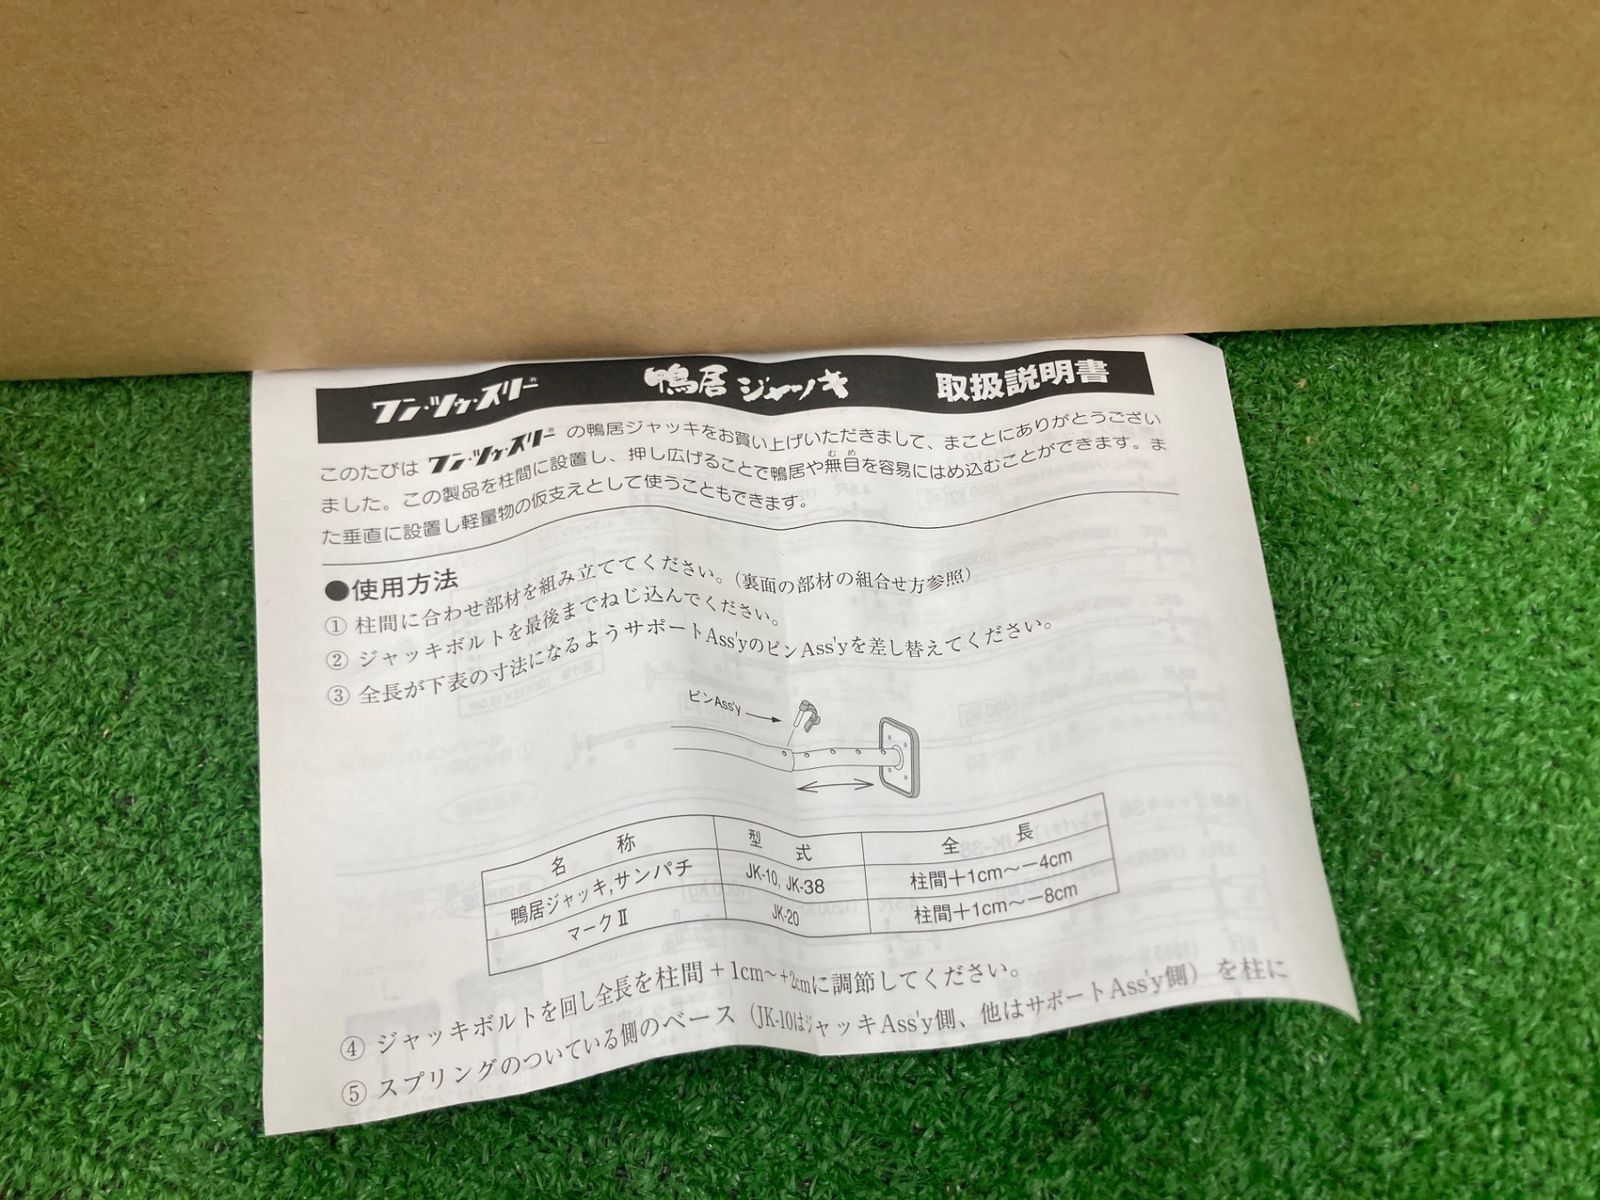 ワン・ツゥ・スリー® 鴨居ジャッキ 取扱説明書
このたびは ワン・ツゥ・スリー® の鴨居ジャッキをお買い上げいただきまして、まことにありがとうござい
ました。この製品を柱間に設置し、押し広げることで鴨居や無目を容易にはめ込むことができます。ま
た垂直に設置し軽量物の仮支えとして使うこともできます。
●使用方法
① 柱間に合わせ部材を組み立ててください。(裏面の部材の組合せ方参照)
② ジャッキボルトを最後までねじ込んでください。
③ 全長が下表の寸法になるようサポートAss'yのピンAss'yを差し替えてください。
ピンAss'y
名称 型式 全長
鴨居ジャッキ,サンパチ JK-10, JK-38 柱間+1cm〜−4cm
マークⅡ JK-20 柱間+1cm〜−8cm
④ ジャッキボルトを回し全長を柱間+1cm〜+2cmに調節してください。
⑤ スプリングのついている側のベース(JK-10はジャッキAss'y側、他はサポートAss'y側)を柱に